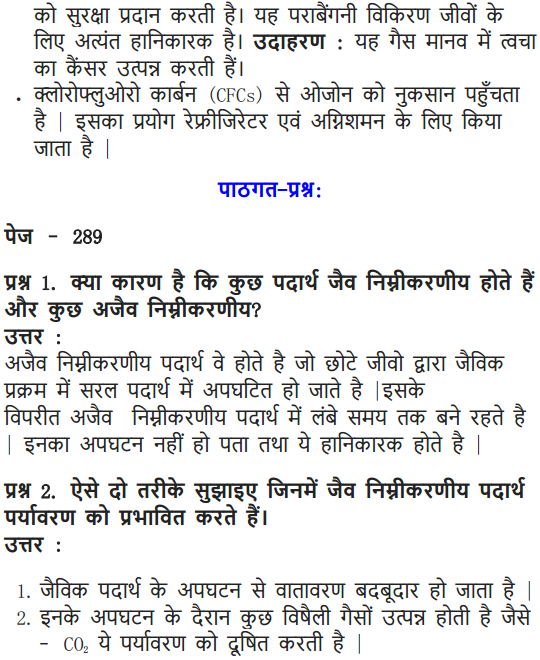 को सुरक्षा प्रदान करती है। यह पराबैंगनी विकिरण जीवों के
लिए अत्यंत हानिकारक है। उदाहरण : यह गैस मानव में त्वचा
का कैंसर उत्पन्न करती हैं।
• क्लोरोफ्लुओरो कार्बन (CFCs) से ओजोन को नुकसान पहुँचता
है | इसका प्रयोग रेफ्रीजिरेटर एवं अग्निशमन के लिए किया
जाता है |
पाठगत-प्रश्न:
पेज - 289
प्रश्न 1. क्या कारण है कि कुछ पदार्थ जैव निम्नीकरणीय होते हैं
और कुछ अजैव निम्नीकरणीय?
उत्तर :
अजैव निम्नीकरणीय पदार्थ वे होते है जो छोटे जीवो द्वारा जैविक
प्रक्रम में सरल पदार्थ में अपघटित हो जाते है |इसके
विपरीत अजैव निम्नीकरणीय पदार्थ में लंबे समय तक बने रहते है
| इनका अपघटन नहीं हो पता तथा ये हानिकारक होते है |
प्रश्न 2. ऐसे दो तरीके सुझाइए जिनमें जैव निम्नीकरणीय पदार्थ
पर्यावरण को प्रभावित करते हैं।
उत्तर :
1. जैविक पदार्थ के अपघटन से वातावरण बदबूदार हो जाता है |
2. इनके अपघटन के दैरान कुछ विषैली गैसों उत्पन्न होती है जैसे
- CO₂ ये पर्यावरण को दूषित करती है |